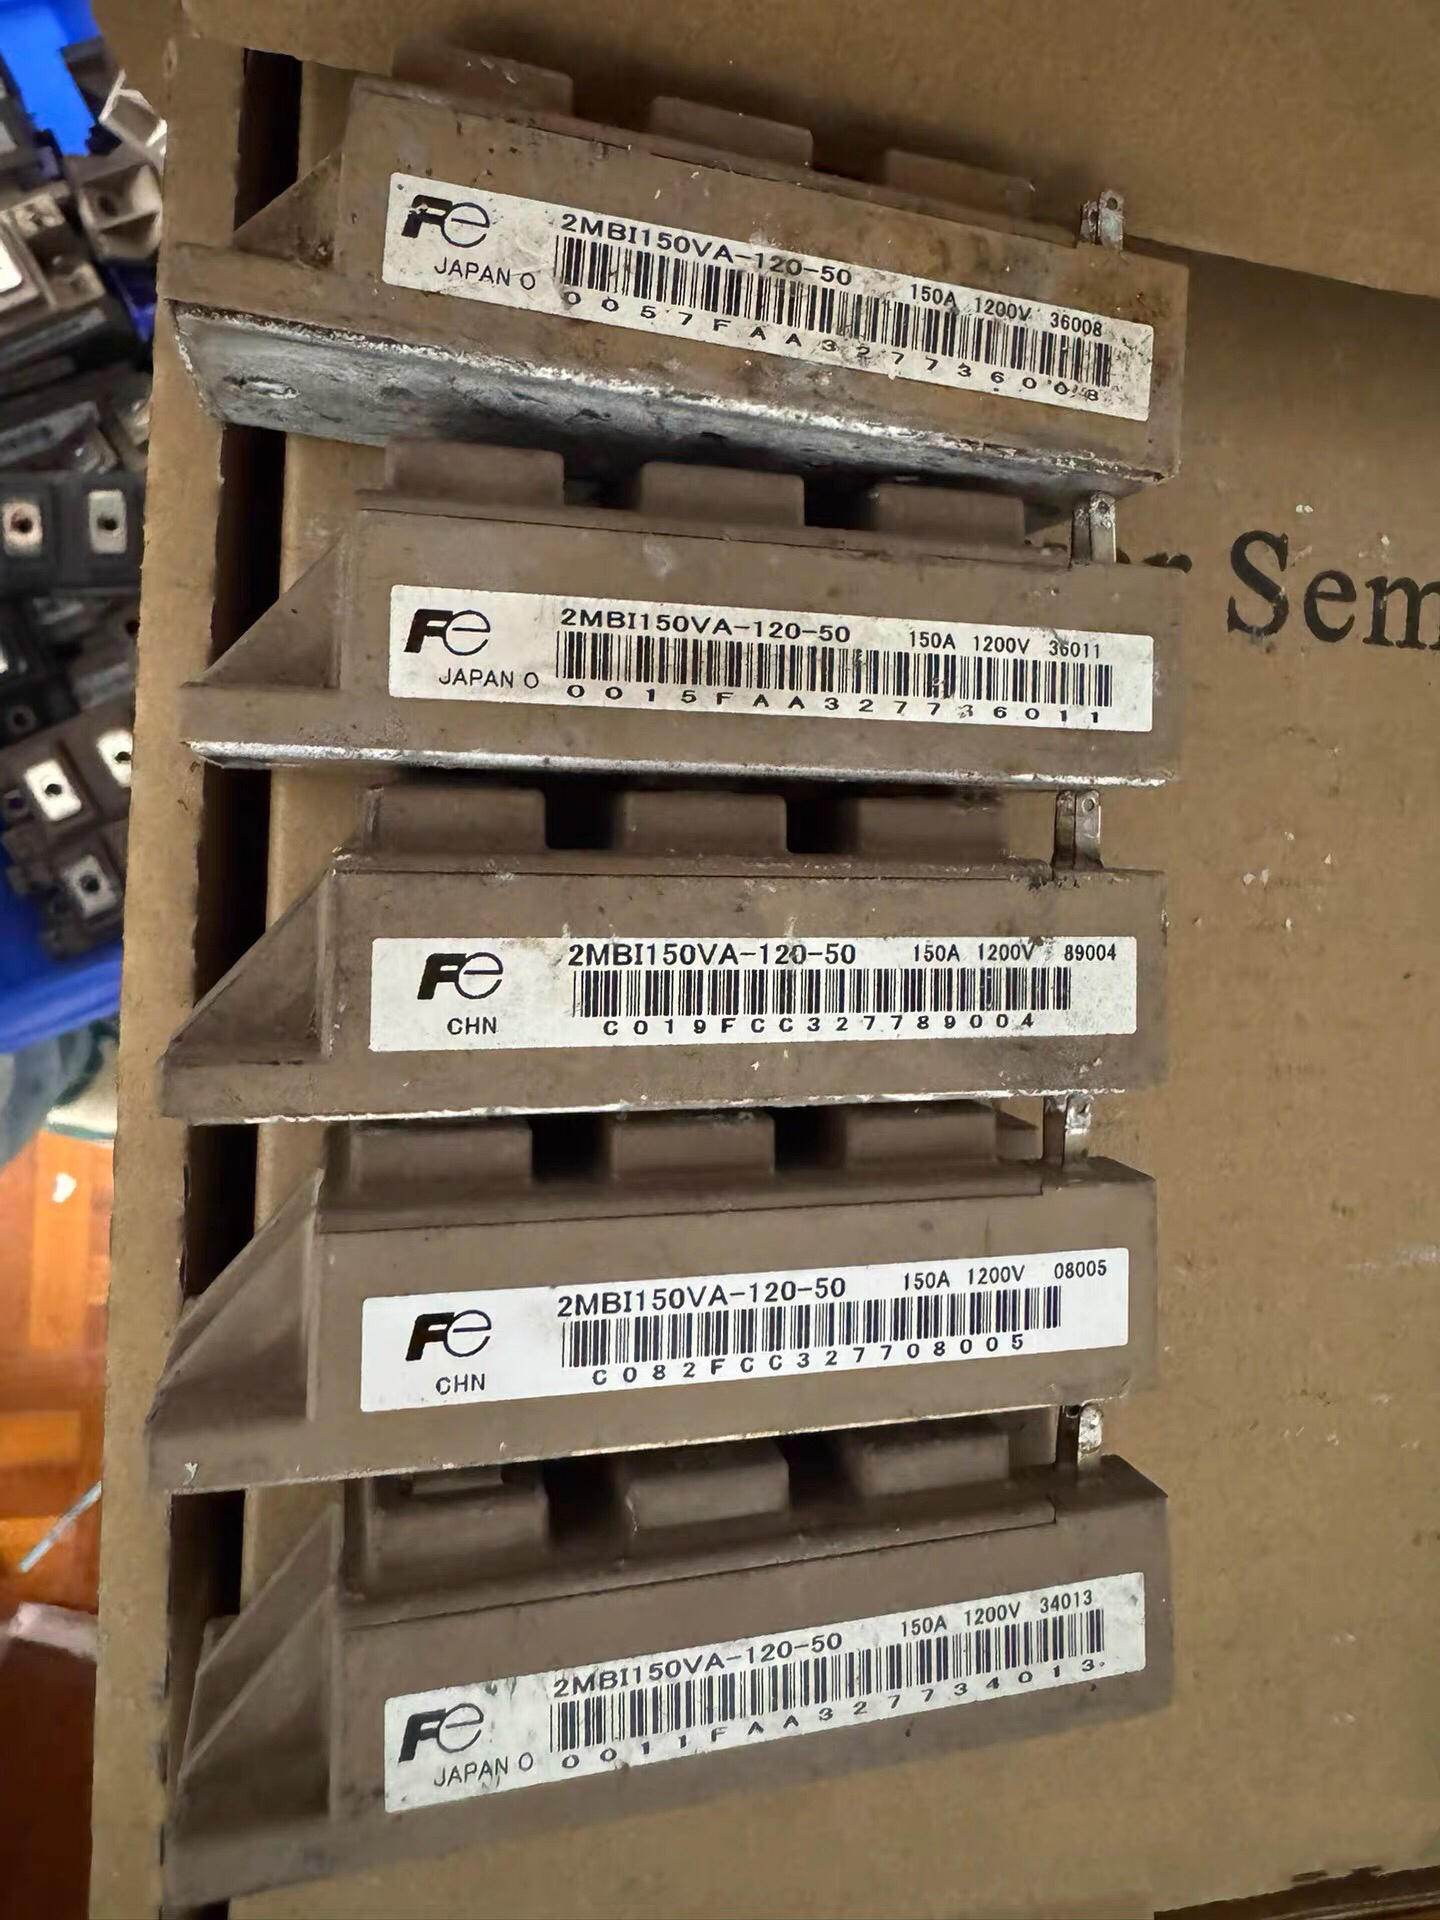 Fe
2MBI150VA-120-50 150A 1200V 36008
JAPAN O
0057FAA327736008
Fe
2MBI150VA-120-50 150A 1200V 36011
JAPAN O
0015FAA327736011
Sem
Fe
2MBI150VA-120-50 150A 1200V 89004
CHN
C019FCC327789004
Fe
2MBI150VA-120-50 150A 1200V 08005
CHN
C082FCC327708005
Fe
2MBI150VA-120-50 150A 1200V 34013
JAPAN O
0011FAA327734013